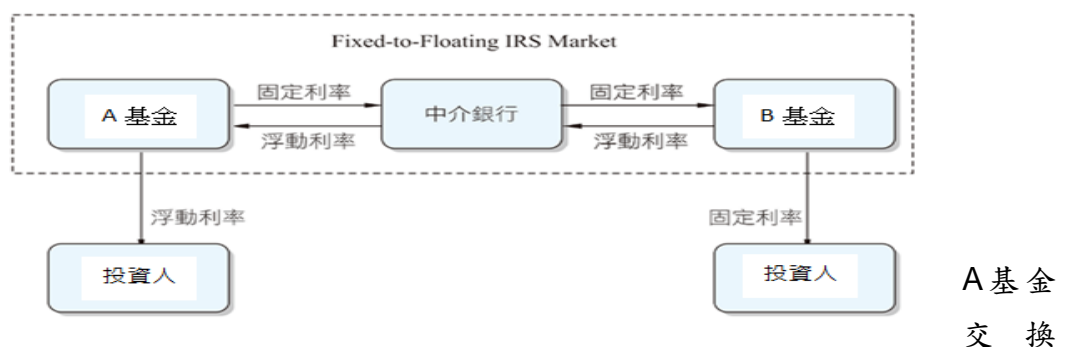 Fixed-to-Floating IRS Market
A 基金
固定利率
浮動利率
中介銀行
固定利率
浮動利率
B 基金
浮動利率
固定利率
投資人
投資人
A基金
交換